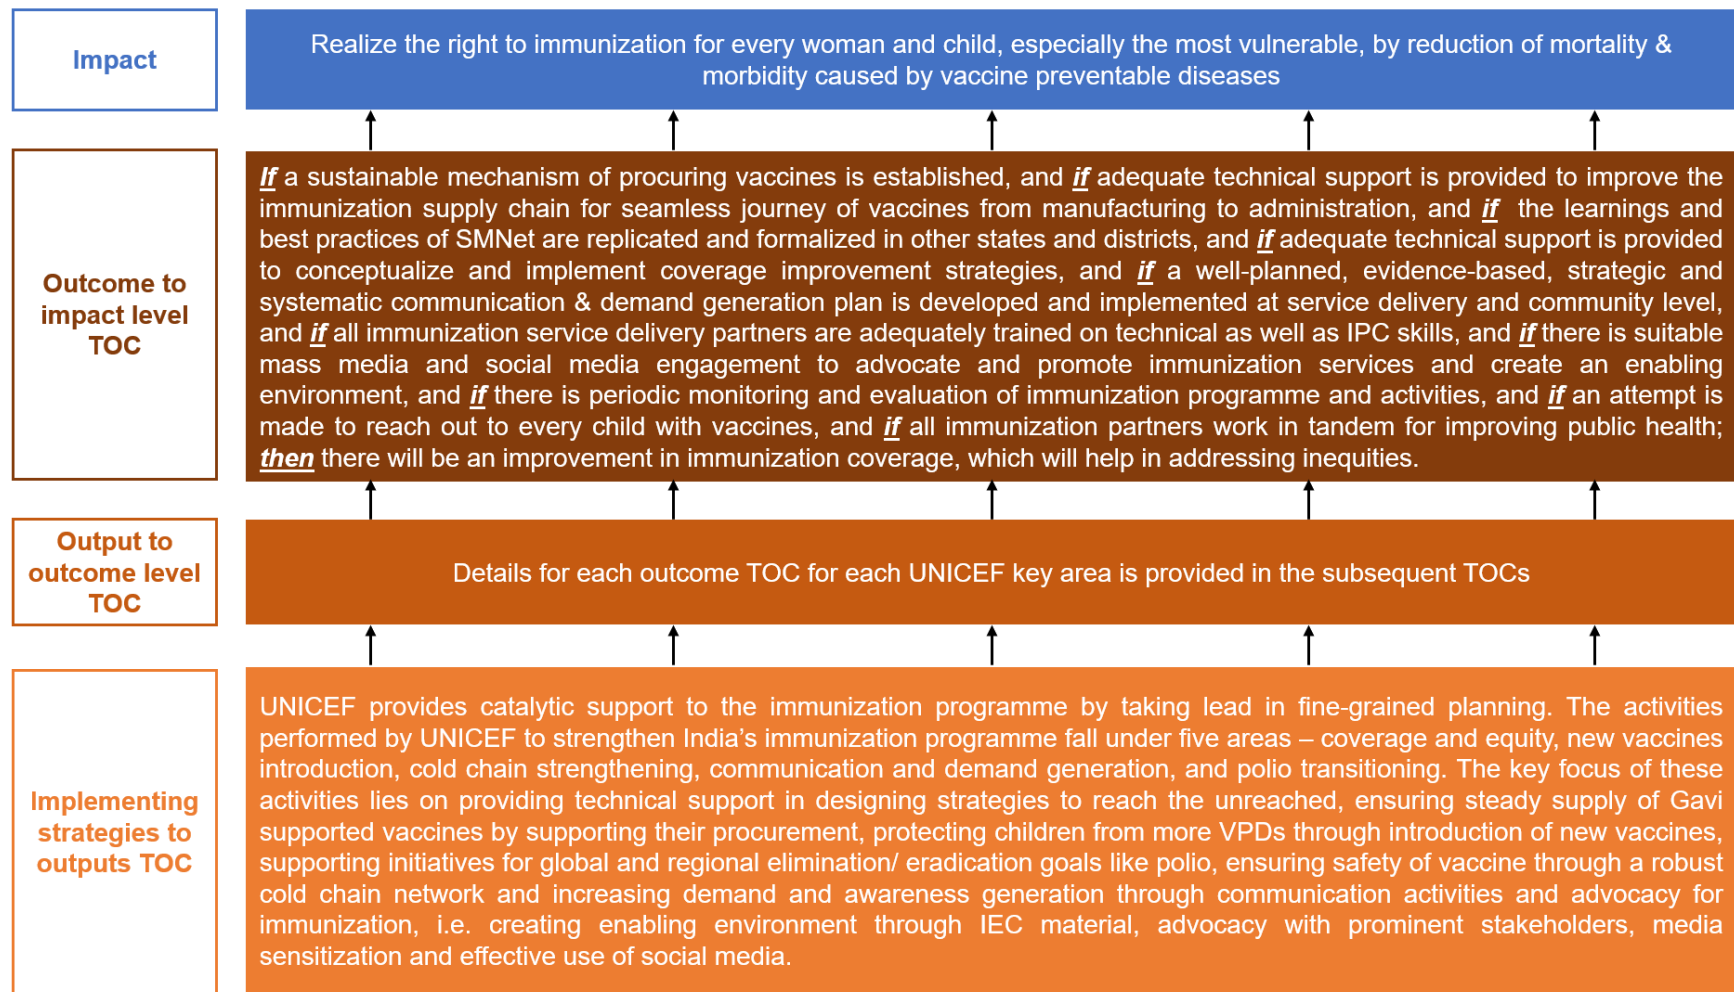 Impact
Realize the right to immunization for every woman and child, especially the most vulnerable, by reduction of mortality &
morbidity caused by vaccine preventable diseases
Outcome to
impact level
TOC
If a sustainable mechanism of procuring vaccines is established, and if adequate technical support is provided to improve the
immunization supply chain for seamless journey of vaccines from manufacturing to administration, and if the learnings and
best practices of SMNet are replicated and formalized in other states and districts, and if adequate technical support is provided
to conceptualize and implement coverage improvement strategies, and if a well-planned, evidence-based, strategic and
systematic communication & demand generation plan is developed and implemented at service delivery and community level,
and if all immunization service delivery partners are adequately trained on technical as well as IPC skills, and if there is suitable
mass media and social media engagement to advocate and promote immunization services and create an enabling
environment, and if there is periodic monitoring and evaluation of immunization programme and activities, and if an attempt is
made to reach out to every child with vaccines, and if all immunization partners work in tandem for improving public health;
then there will be an improvement in immunization coverage, which will help in addressing inequities.
Output to
outcome level
TOC
Details for each outcome TOC for each UNICEF key area is provided in the subsequent TOCs
Implementing
strategies to
outputs TOC
UNICEF provides catalytic support to the immunization programme by taking lead in fine-grained planning. The activities
performed by UNICEF to strengthen India’s immunization programme fall under five areas – coverage and equity, new vaccines
introduction, cold chain strengthening, communication and demand generation, and polio transitioning. The key focus of these
activities lies on providing technical support in designing strategies to reach the unreached, ensuring steady supply of Gavi
supported vaccines by supporting their procurement, protecting children from more VPDs through introduction of new vaccines,
supporting initiatives for global and regional elimination/ eradication goals like polio, ensuring safety of vaccine through a robust
cold chain network and increasing demand and awareness generation through communication activities and advocacy for
immunization, i.e. creating enabling environment through IEC material, advocacy with prominent stakeholders, media
sensitization and effective use of social media.